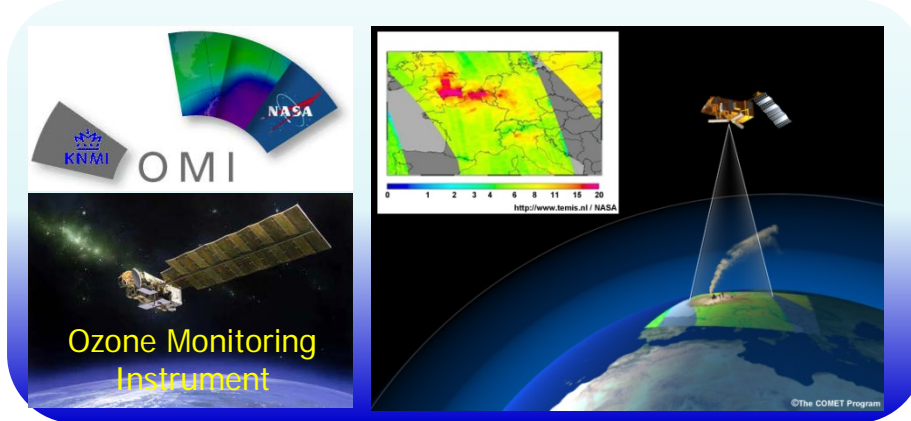 NASA
KNMI
OMI
Ozone Monitoring
Instrument
0 1 2 3 4 6 8 11 15 20
http://www.temis.nl / NASA
©The COMET Program